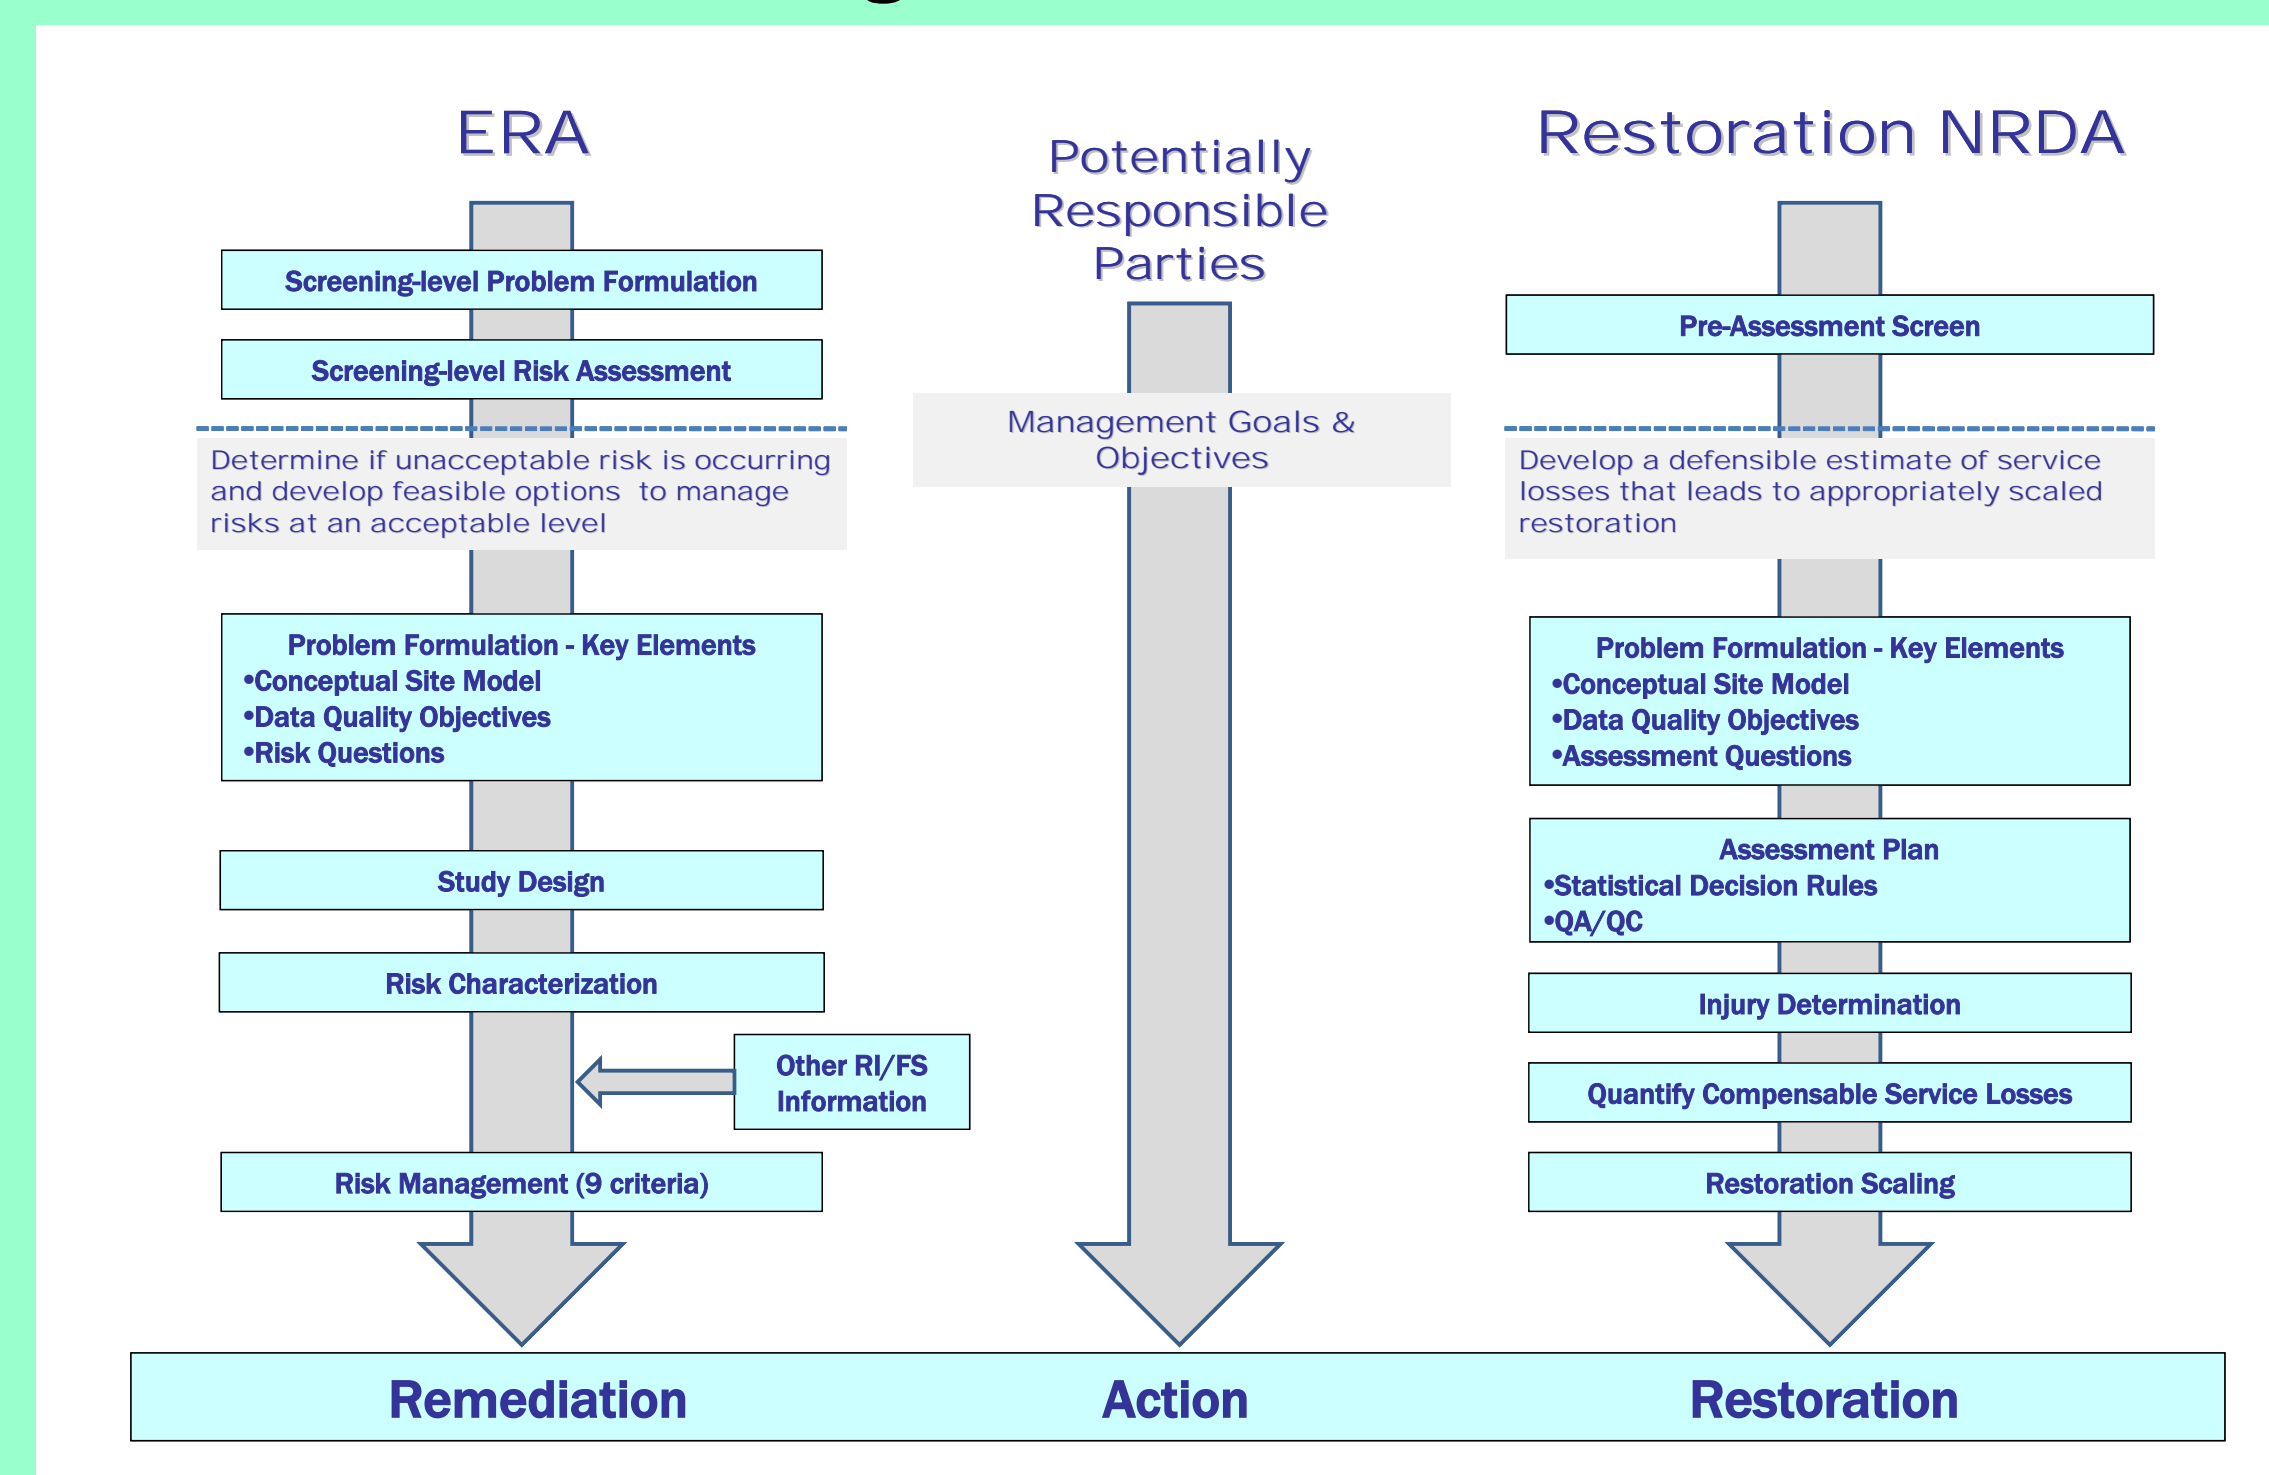 ERA
Screening-level Problem Formulation
Screening-level Risk Assessment
Determine if unacceptable risk is occurring
and develop feasible options  to manage
risks at an acceptable level
Problem Formulation - Key Elements
•Conceptual Site Model
•Data Quality Objectives
•Risk Questions
Study Design
Risk Characterization
Other RI/FS
Information
Risk Management (9 criteria)
Potentially
Responsible
Parties
Management Goals &
Objectives
Restoration NRDA
Pre-Assessment Screen
Develop a defensible estimate of service
losses that leads to appropriately scaled
restoration
Problem Formulation - Key Elements
•Conceptual Site Model
•Data Quality Objectives
•Assessment Questions
Assessment Plan
•Statistical Decision Rules
•QA/QC
Injury Determination
Quantify Compensable Service Losses
Restoration Scaling
Remediation Action Restoration